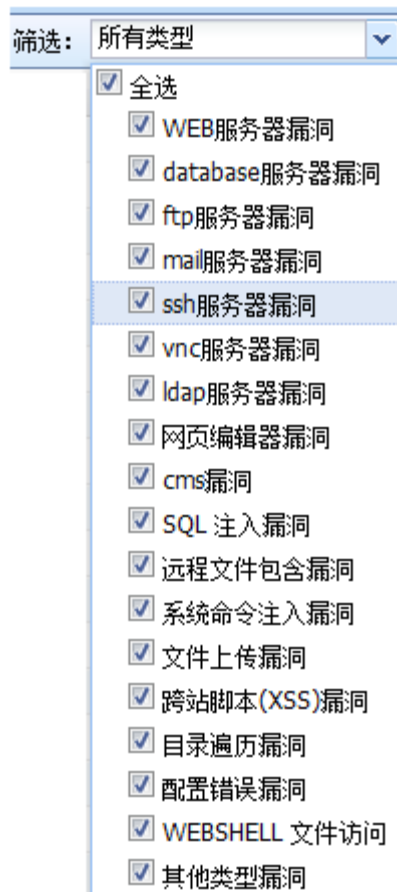 筛选： 所有类型
全选
WEB服务器漏洞
database服务器漏洞
ftp服务器漏洞
mail服务器漏洞
ssh服务器漏洞
vnc服务器漏洞
ldap服务器漏洞
网页编辑器漏洞
cms漏洞
SQL 注入漏洞
远程文件包含漏洞
系统命令注入漏洞
文件上传漏洞
跨站脚本(XSS)漏洞
目录遍历漏洞
配置错误漏洞
WEBSHELL 文件访问
其他类型漏洞